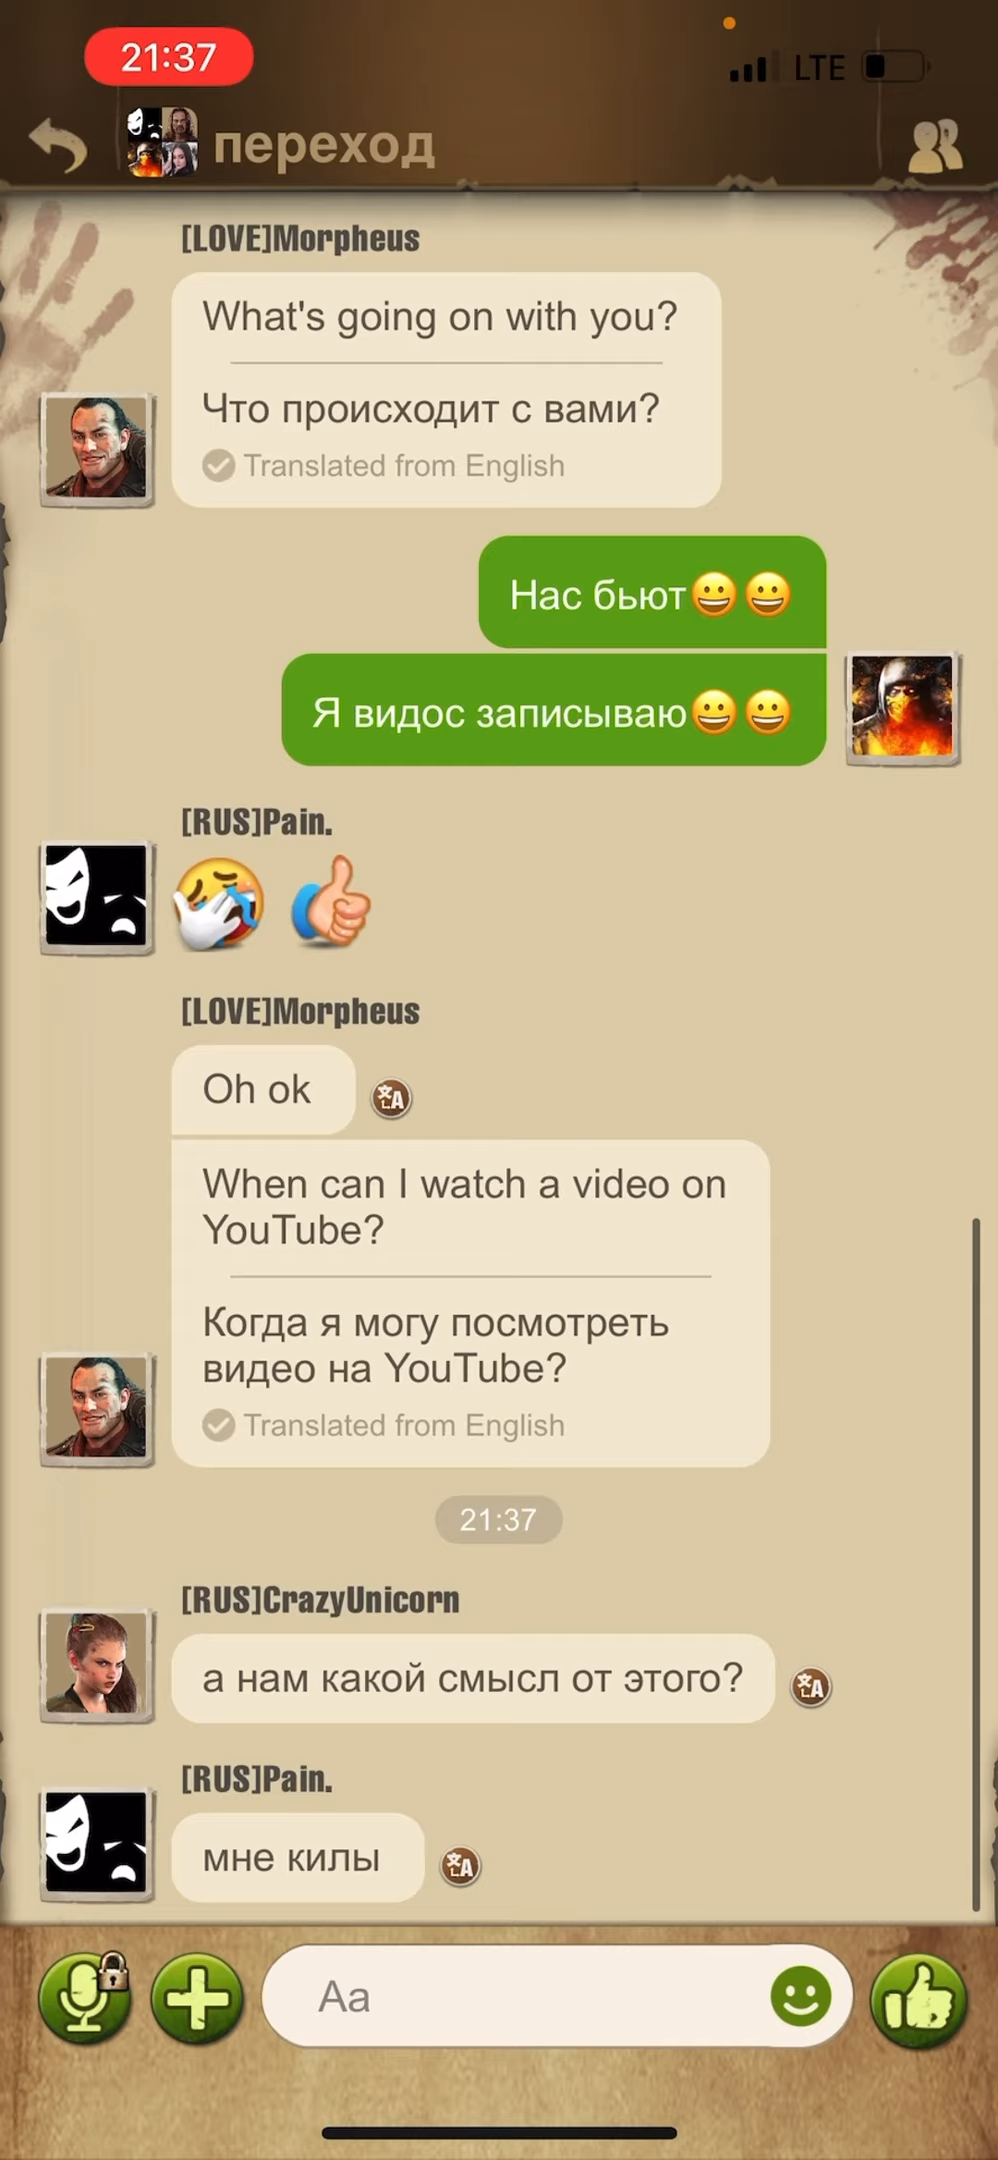 21:37
LTE
переход
[LOVE]Morpheus
What's going on with you?
Что происходит с вами?
Translated from English
Нас бьют😀😀
Я видос записываю😀😀
[RUS]Pain.
[LOVE]Morpheus
Oh ok
When can I watch a video on
YouTube?
Когда я могу посмотреть
видео на YouTube?
Translated from English
21:37
[RUS]CrazyUnicorn
а нам какой смысл от этого?
[RUS]Pain.
мне килы
Aa